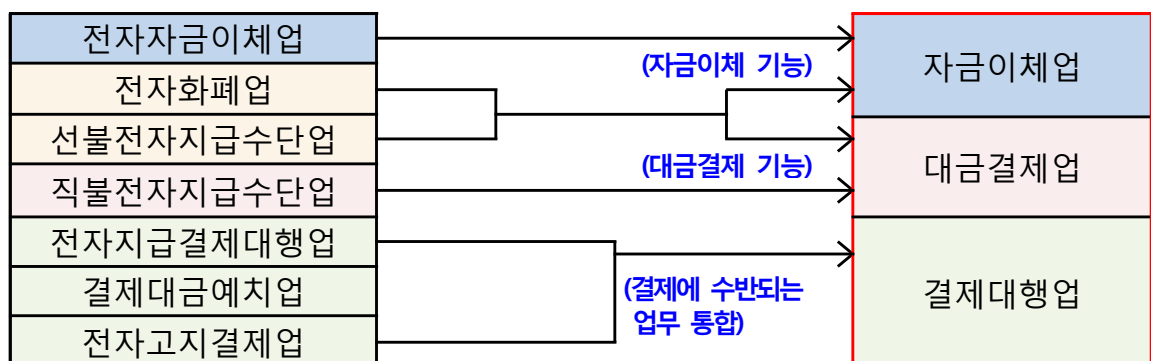 전자자금이체업
전자화폐업
선불전자지급수단업
직불전자지급수단업
전자지급결제대행업
결제대금예치업
전자고지결제업
(자금이체 기능)
(대금결제 기능)
(결제에 수반되는
업무 통합)
자금이체업
대금결제업
결제대행업